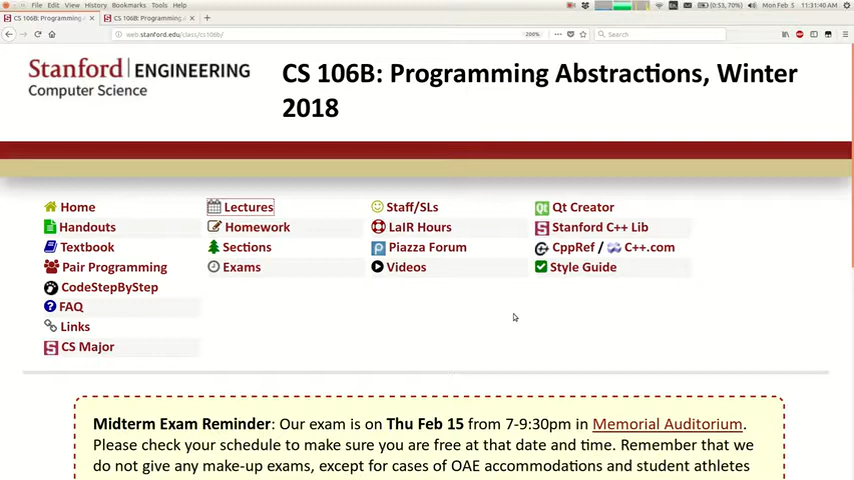 Firefox File Edit View History Bookmarks Tools Help
(0:53, 70%) Mon Feb 5 11:31:40 AM
CS 106B: Programming A
CS 106B: Programming A
web.stanford.edu/class/cs106b/
200%
Search
Stanford ENGINEERING
Computer Science
CS 106B: Programming Abstractions, Winter
2018
Home Lectures Staff/SLs Qt Creator
Handouts Homework LaIR Hours Stanford C++ Lib
Textbook Sections Piazza Forum CppRef / C++.com
Pair Programming Exams Videos Style Guide
CodeStepByStep
FAQ
Links
CS Major
Midterm Exam Reminder: Our exam is on Thu Feb 15 from 7-9:30pm in Memorial Auditorium.
Please check your schedule to make sure you are free at that date and time. Remember that we
do not give any make-up exams, except for cases of OAE accommodations and student athletes